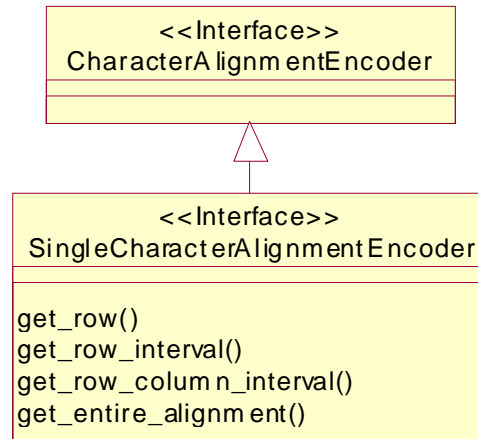 <<Interface>>
CharacterAlignmentEncoder
<<Interface>>
SingleCharacterAlignmentEncoder
get_row()
get_row_interval()
get_row_column_interval()
get_entire_alignment()